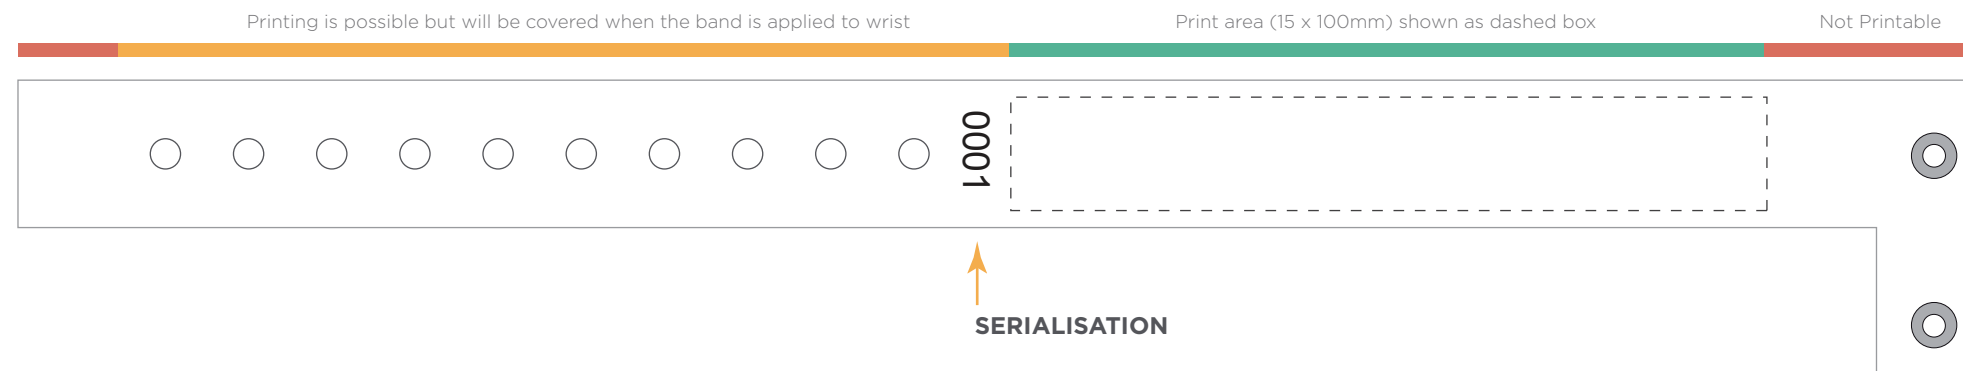 Printing is possible but will be covered when the band is applied to wrist
Print area (15 x 100mm) shown as dashed box
Not Printable
0001
SERIALISATION